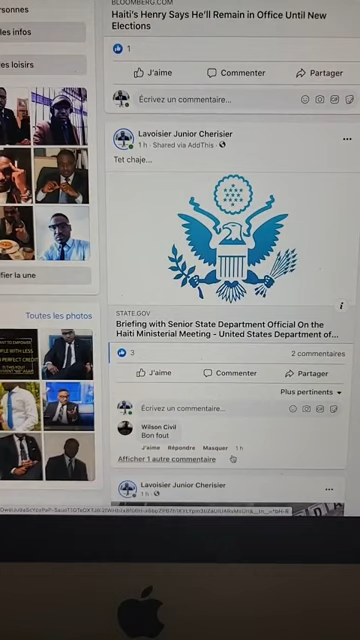 BLOOMBERG.COM
Haiti's Henry Says He'll Remain in Office Until New
Elections
1
J'aime
Commenter
Partager
Écrivez un commentaire...
Lavoisier Junior Cherisier
1 h · Shared via AddThis ·
Tet chaje...
STATE.GOV
Briefing with Senior State Department Official On the
Haiti Ministerial Meeting - United States Department of...
3
2 commentaires
J'aime
Commenter
Partager
Plus pertinents
Écrivez un commentaire...
Wilson Civil
Bon fout
J'aime Répondre Masquer 1 h
Afficher 1 autre commentaire
Lavoisier Junior Cherisier
1 h ·
rsonnes
les infos
les loisirs
fier la une
Toutes les photos